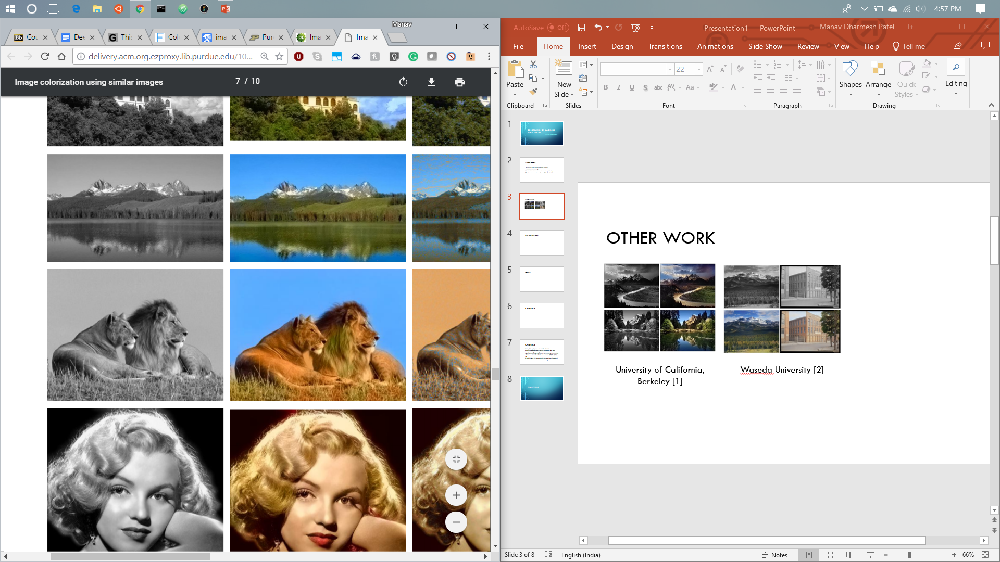 4:57 PM
Manav
Cou
Dee
This
Colo
ima
Pur
Ima
Ima
delivery.acm.org.ezproxy.lib.purdue.edu/10...
Image colorization using similar images
7 / 10
AutoSave
Off
Presentation1 - PowerPoint
Manav Dharmesh Patel
File
Home
Insert
Design
Transitions
Animations
Slide Show
Review
View
Help
Tell me
Paste
New
Slide
22
Shapes
Arrange
Quick
Styles
Editing
Clipboard
Slides
Font
Paragraph
Drawing
1
2
3
4
5
6
7
8
OTHER WORK
University of California,
Berkeley [1]
Waseda University [2]
Slide 3 of 8
English (India)
Notes
66%